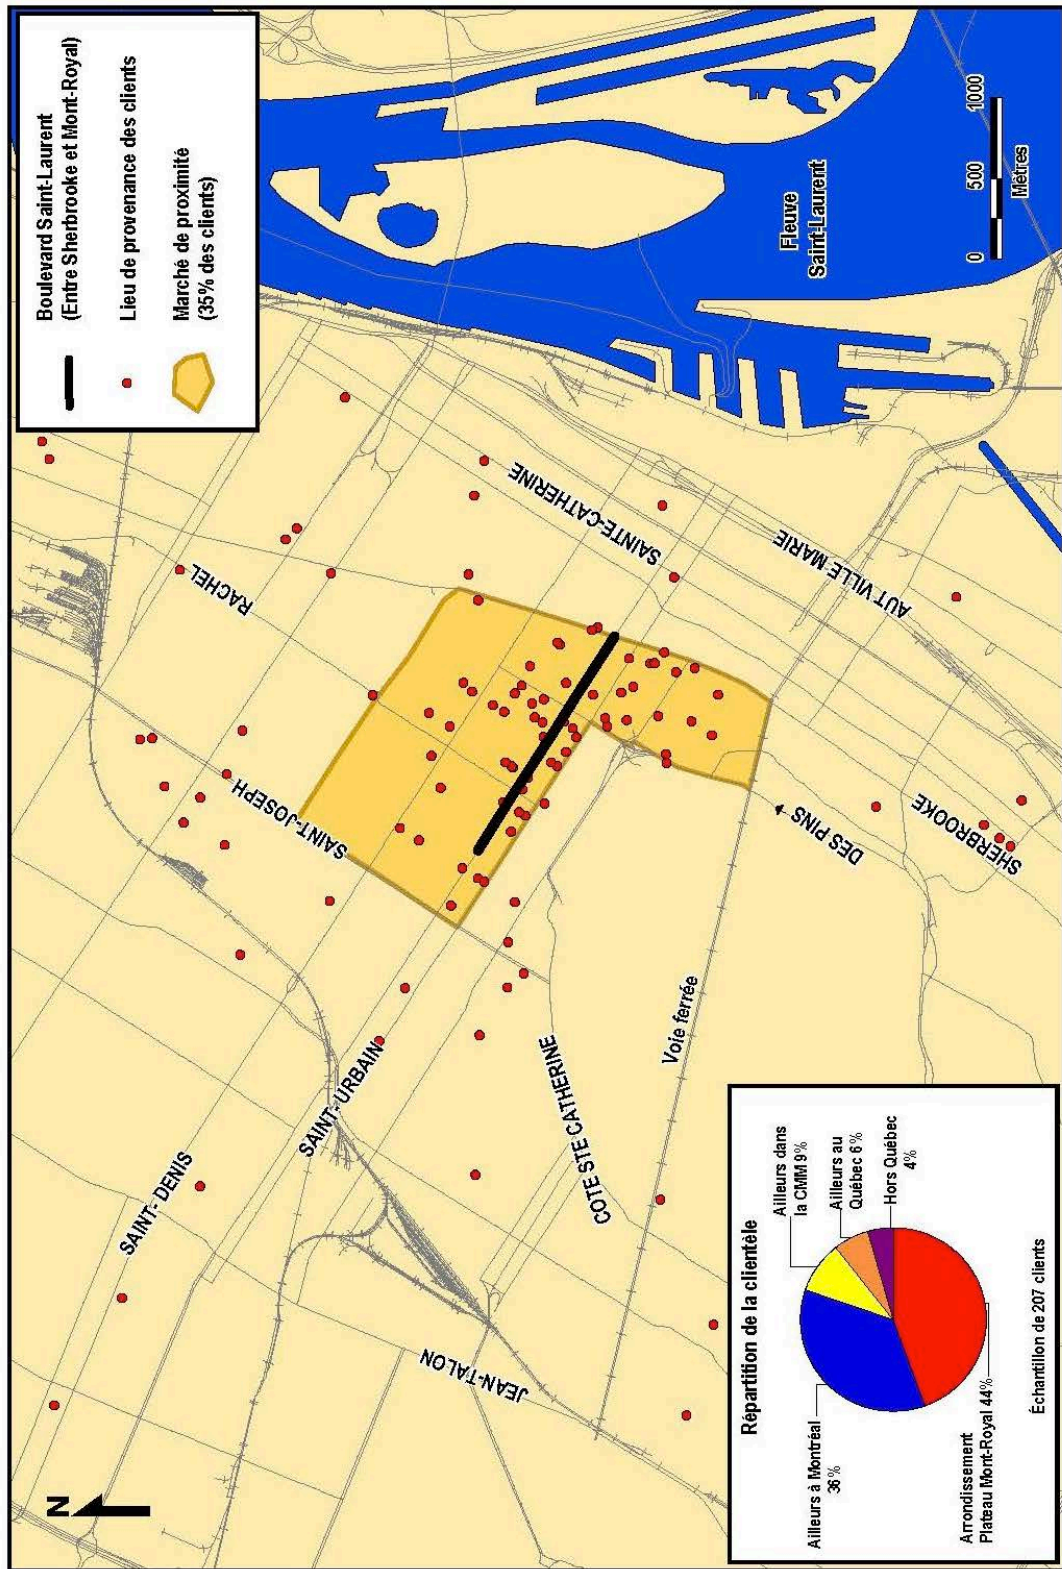 Boulevard Saint-Laurent
(Entre Sherbrooke et Mont-Royal)
Lieu de provenance des clients
Marché de proximité
(35% des clients)
N
SAINT-DENIS
SAINT-URBAIN
JEAN-TALON
COTE STE CATHERINE
Voie ferrée
SAINT-JOSEPH
RACHEL
SAINTE-CATHERINE
AUT VILLE MARIE
DES PINS
SHERBROOKE
Fleuve
Saint-Laurent
0 500 1000
Mètres
Répartition de la clientèle
Ailleurs à Montréal
36%
Ailleurs dans
la CMM 9%
Ailleurs au
Québec 6%
Hors Québec
4%
Arrondissement
Plateau Mont-Royal 44%
Échantillon de 207 clients